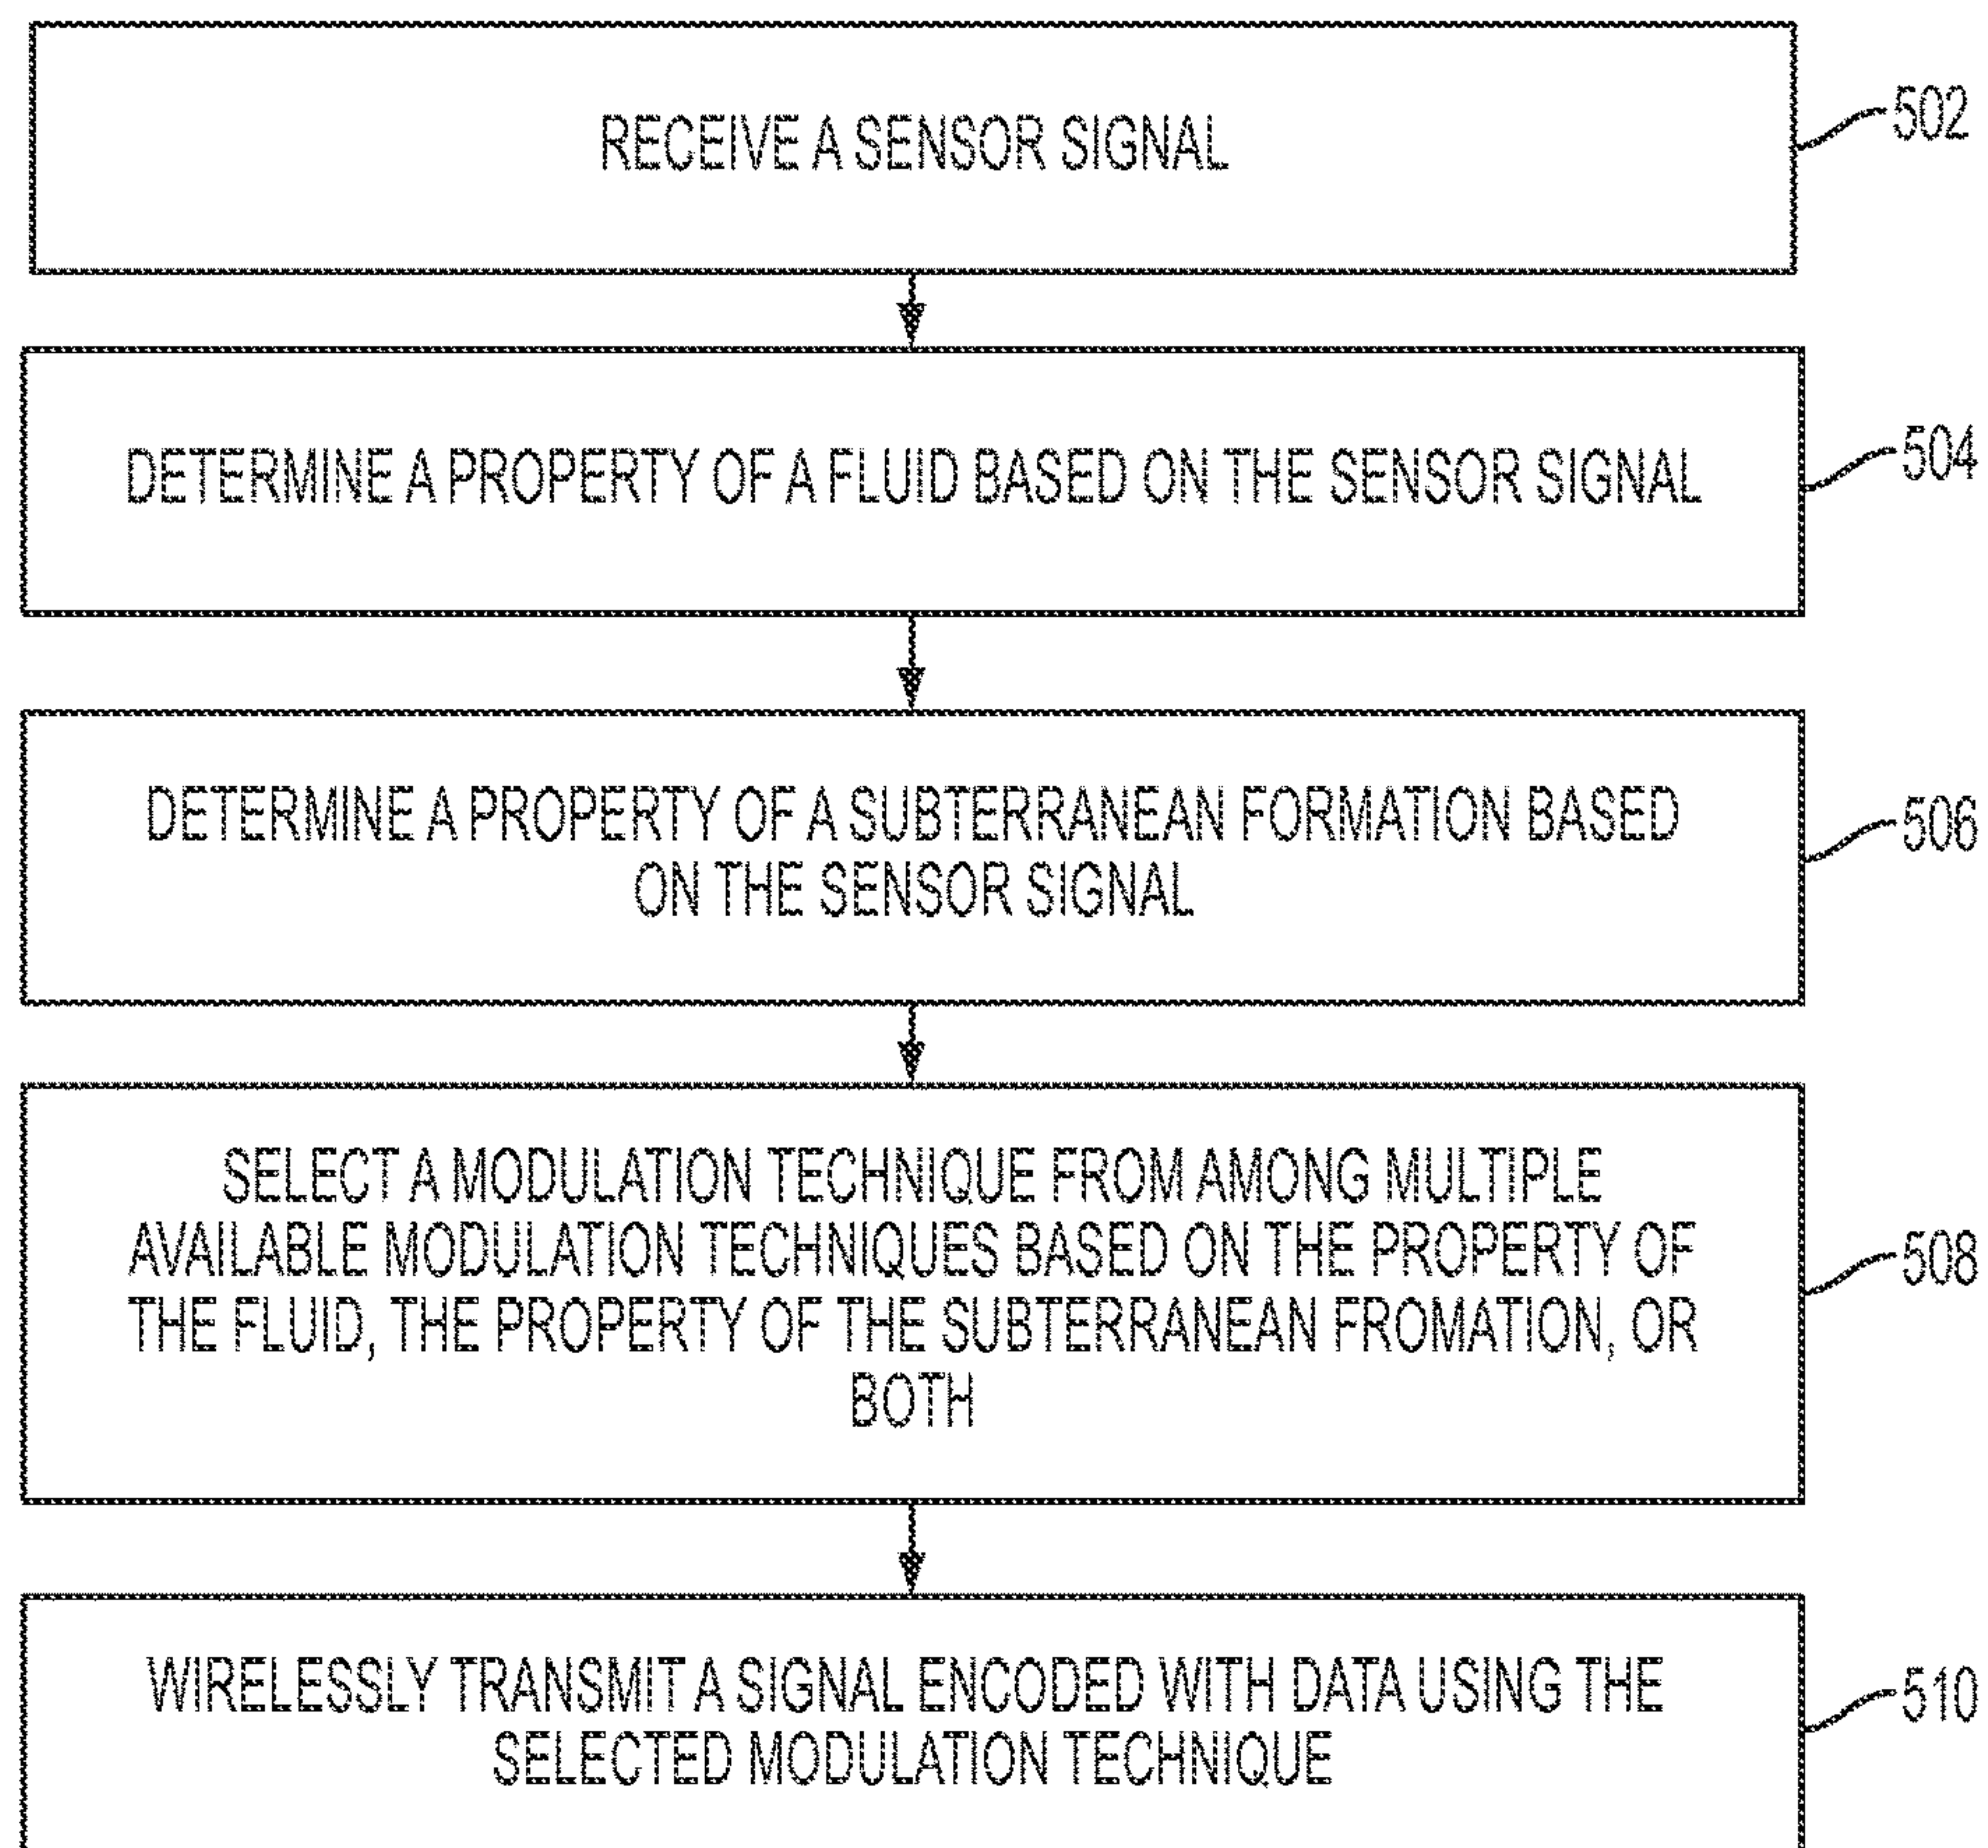 RECEIVE A SENSOR SIGNAL
502
DETERMINE A PROPERTY OF A FLUID BASED ON THE SENSOR SIGNAL
504
DETERMINE A PROPERTY OF A SUBTERRANEAN FORMATION BASED
ON THE SENSOR SIGNAL
506
SELECT A MODULATION TECHNIQUE FROM AMONG MULTIPLE
AVAILABLE MODULATION TECHNIQUES BASED ON THE PROPERTY OF
THE FLUID, THE PROPERTY OF THE SUBTERRANEAN FROMATION, OR
BOTH
508
WIRELESSLY TRANSMIT A SIGNAL ENCODED WITH DATA USING THE
SELECTED MODULATION TECHNIQUE
510